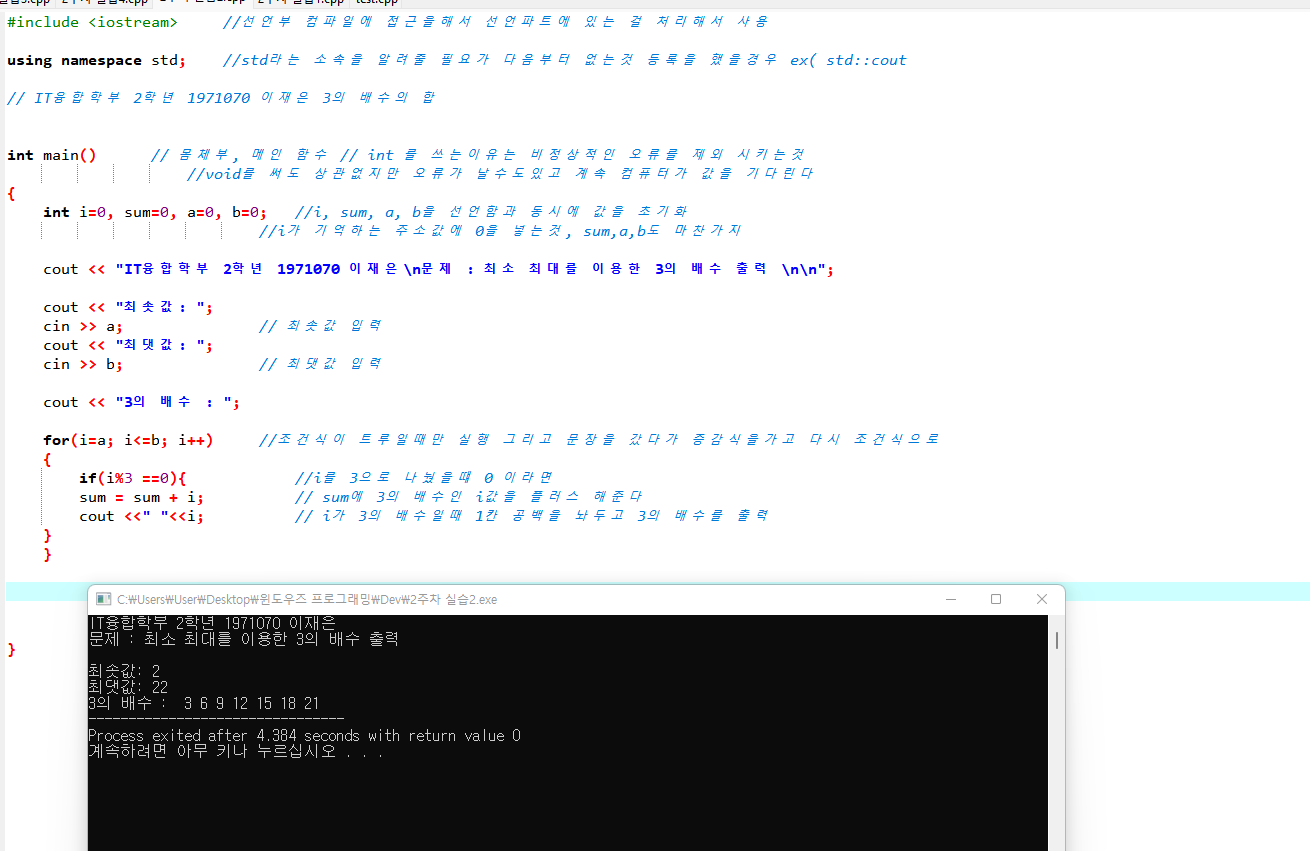 #include <iostream> //선언부 컴파일에 접근을해서 선언파트에 있는 걸 처리해서 사용
using namespace std; //std라는 소속을 알려줄 필요가 다음부터 없는것 등록을 했을경우 ex( std::cout
// IT융합학부 2학년 1971070 이재은 3의 배수의 합
int main() // 몸체부, 메인 함수 // int 를 쓰는이유는 비정상적인 오류를 제외 시키는것
//void를 써도 상관없지만 오류가 날수도있고 계속 컴퓨터가 값을 기다린다
{
int i=0, sum=0, a=0, b=0; //i, sum, a, b을 선언함과 동시에 값을 초기화
//i가 기억하는 주소값에 0을 넣는것, sum,a,b도 마찬가지
cout << "IT융합학부 2학년 1971070 이재은\n문제 : 최소 최대를 이용한 3의 배수 출력 \n\n";
cout << "최솟값: ";
cin >> a; // 최솟값 입력
cout << "최댓값: ";
cin >> b; // 최댓값 입력
cout << "3의 배수 : ";
for(i=a; i<=b; i++) //조건식이 트루일때만 실행 그리고 문장을 갔다가 증감식을가고 다시 조건식으로
{
if(i%3 ==0){ //i를 3으로 나눴을때 0 이라면
sum = sum + i; // sum에 3의 배수인 i값을 플러스 해준다
cout <<" "<<i; // i가 3의 배수일때 1칸 공백을 놔두고 3의 배수를 출력
}
}
C:₩Users₩User₩Desktop₩윈도우즈 프로그래밍₩Dev₩2주차 실습2.exe
IT융합학부 2학년 1971070 이재은
문제 : 최소 최대를 이용한 3의 배수 출력
최솟값: 2
최댓값: 22
3의 배수 :  3 6 9 12 15 18 21
--------------------------------
Process exited after 4.384 seconds with return value 0
계속하려면 아무 키나 누르십시오 . . .
}